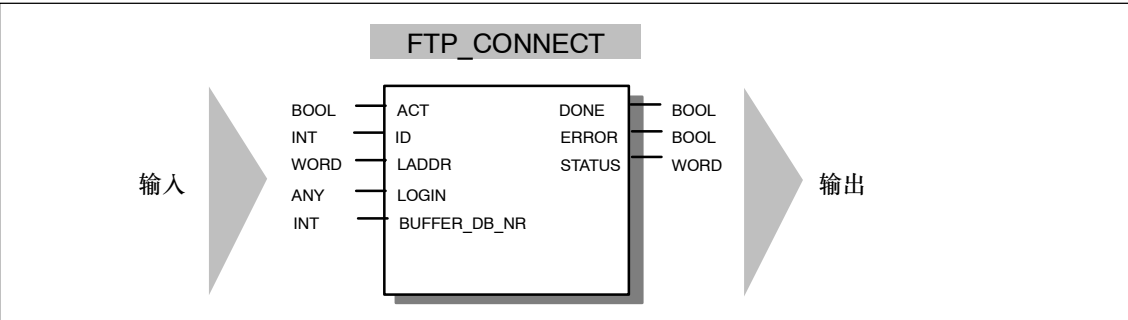 FTP_CONNECT
BOOL ACT DONE BOOL
INT ID ERROR BOOL
WORD LADDR STATUS WORD
输入 ANY LOGIN 输出
INT BUFFER_DB_NR